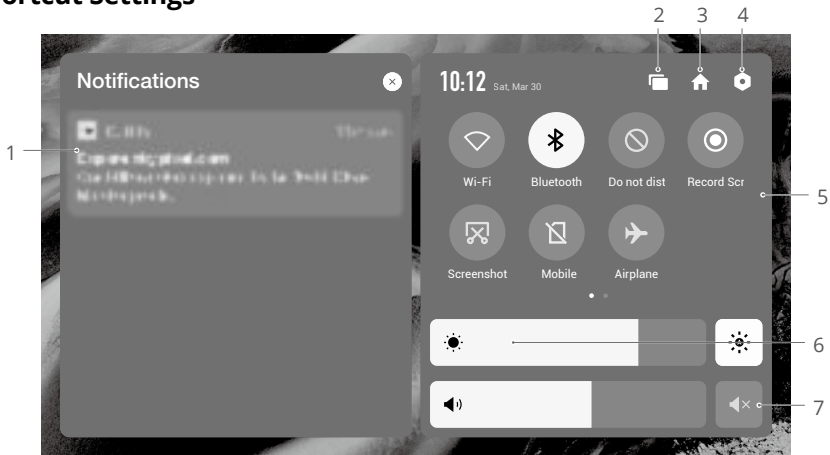 ortcut Settings
2 3 4
Notifications
10:12 Sat, Mar 30
1
Wi-Fi Bluetooth Do not dist Record Scr
5
Screenshot Mobile Airplane
6
7